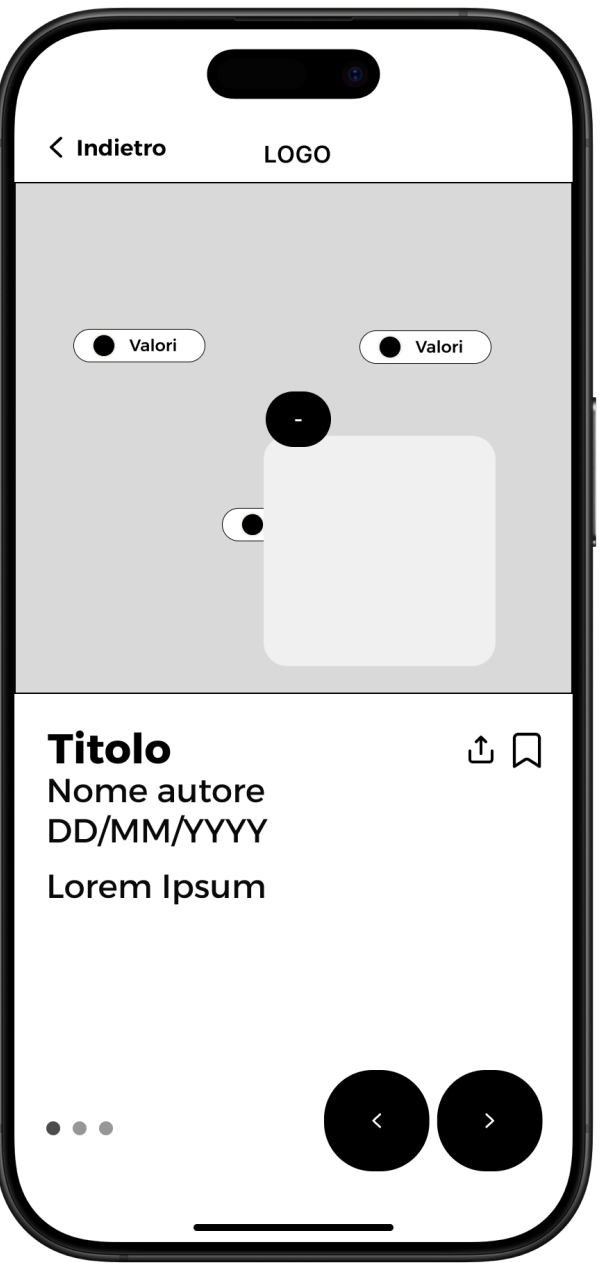 Indietro
LOGO
Valori
Valori
-
Titolo
Nome autore
DD/MM/YYYY
Lorem Ipsum